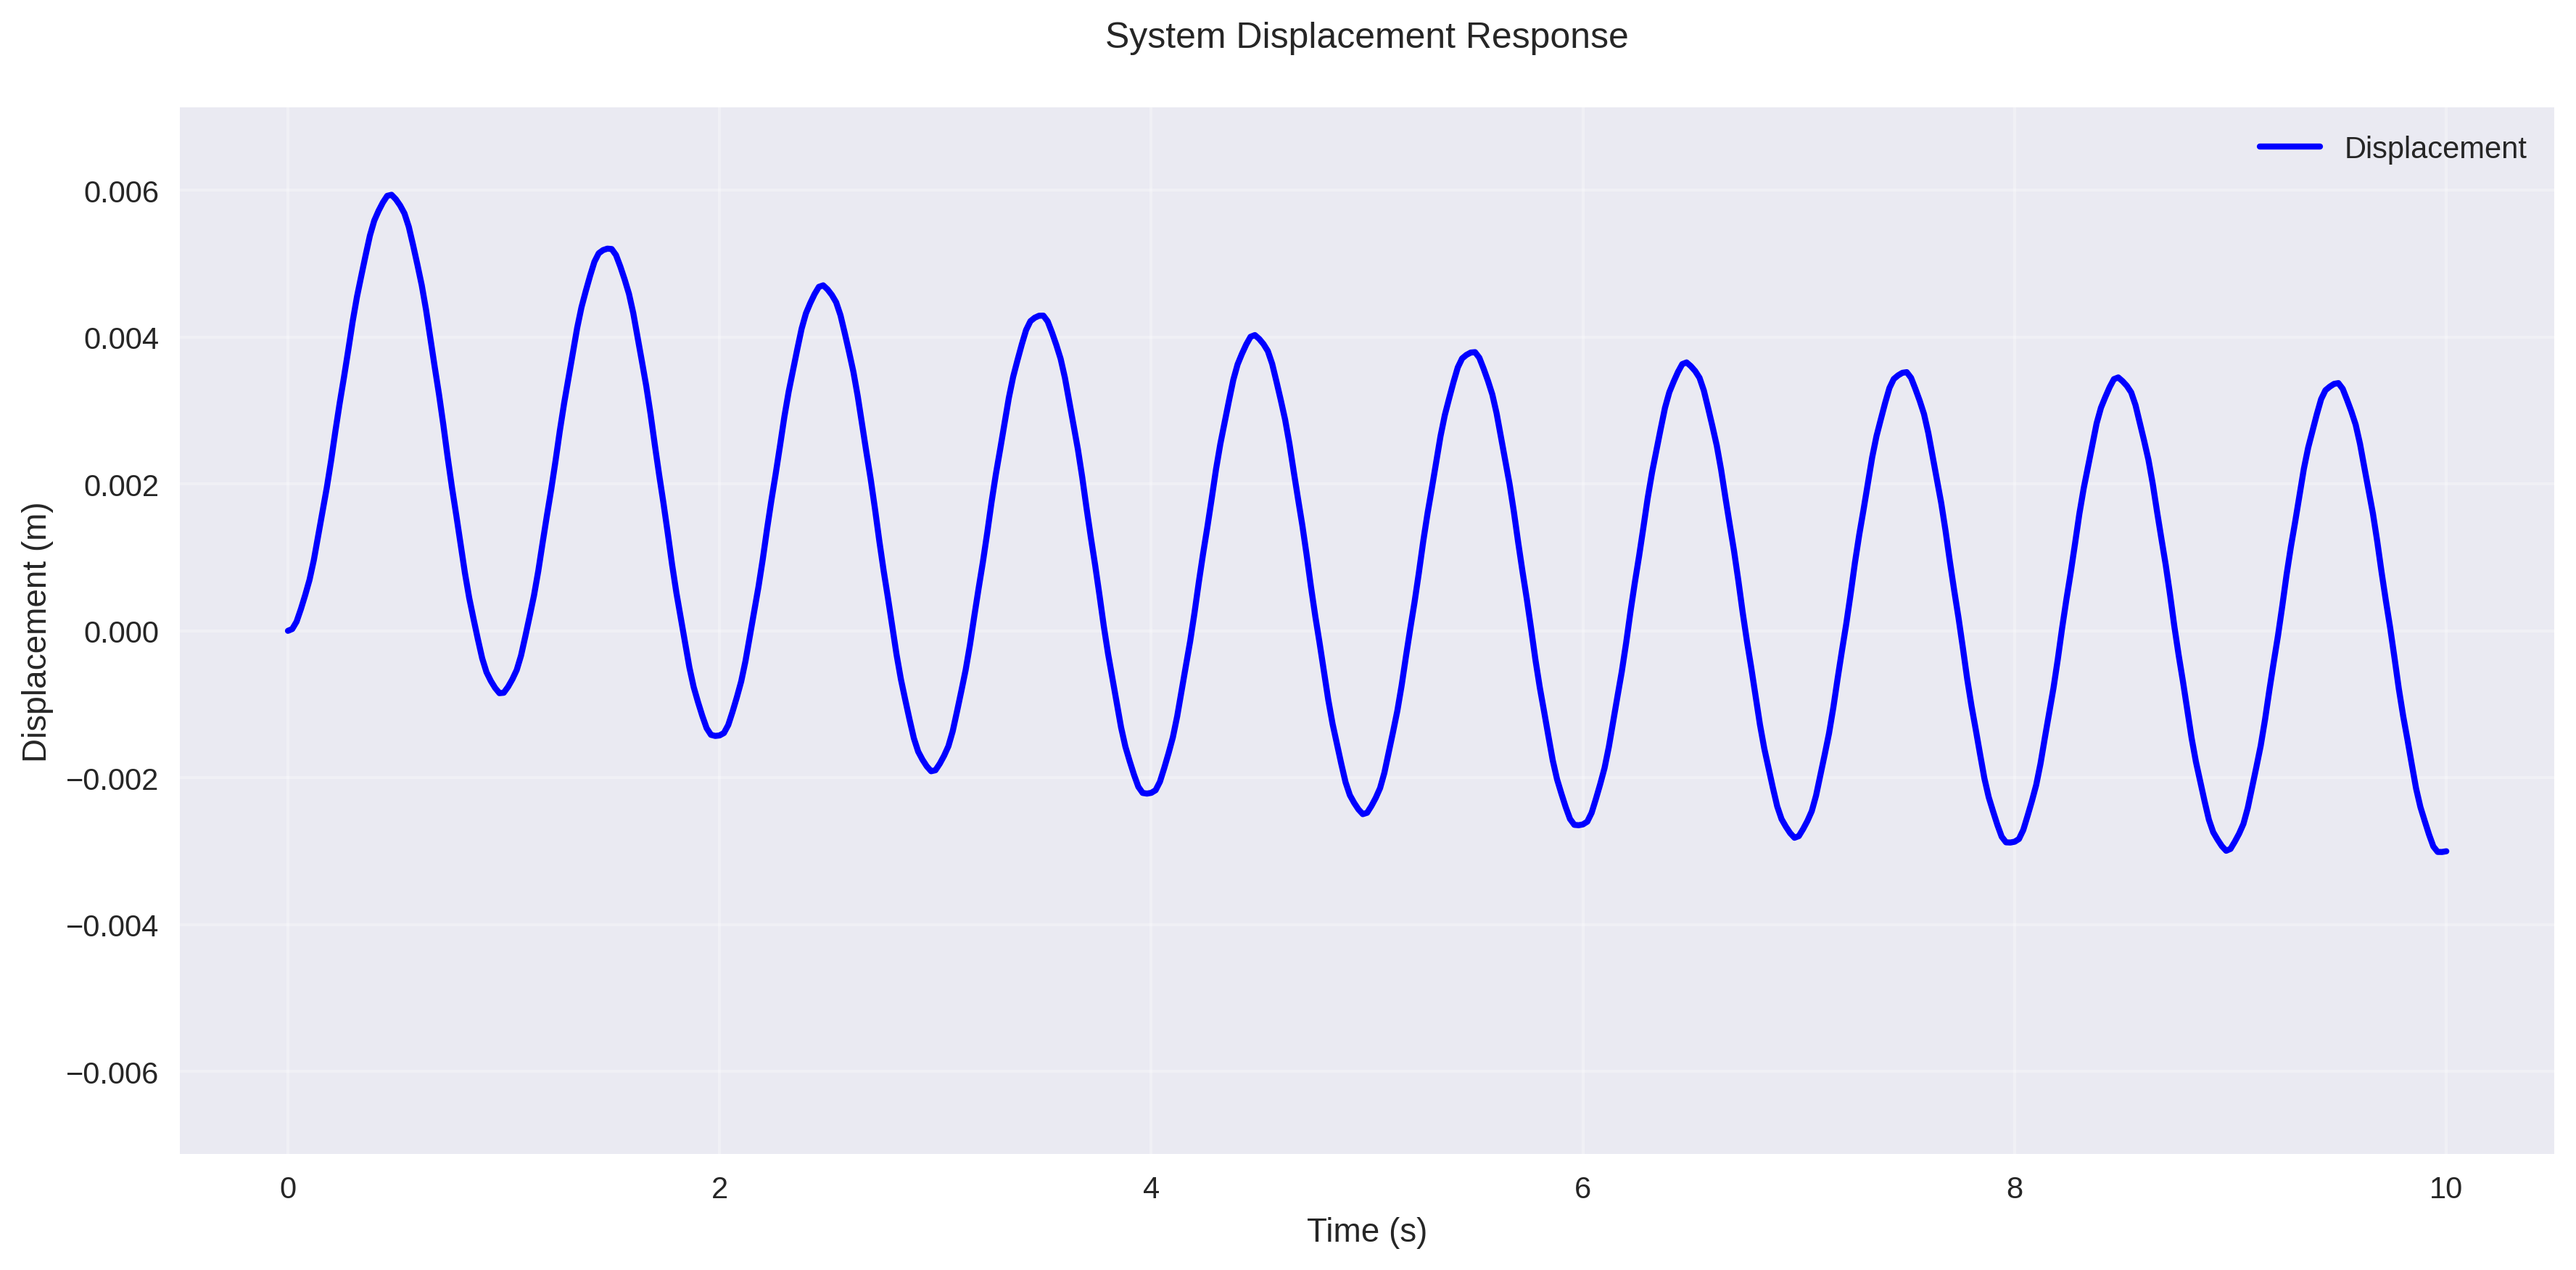 System Displacement Response
Displacement
0.006
0.004
0.002
0.000
−0.002
−0.004
−0.006
Displacement (m)
0 2 4 6 8 10
Time (s)